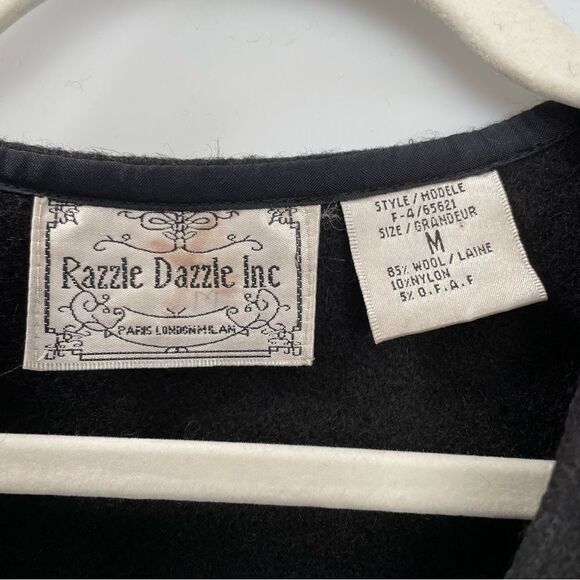 Razzle Dazzle Inc
PARIS LONDON MILAN
STYLE / MODELE
F-4/65621
SIZE / GRANDEUR
M
85% WOOL / LAINE
10% NYLON
5% O.F.A.F